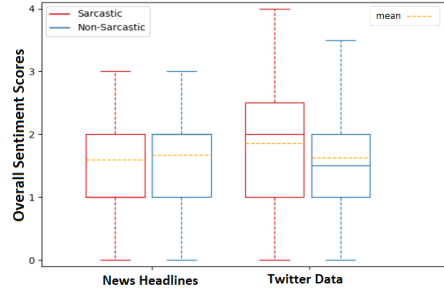 Sarcastic
Non-Sarcastic
mean
Overall Sentiment Scores
4
3
2
1
0
News Headlines
Twitter Data